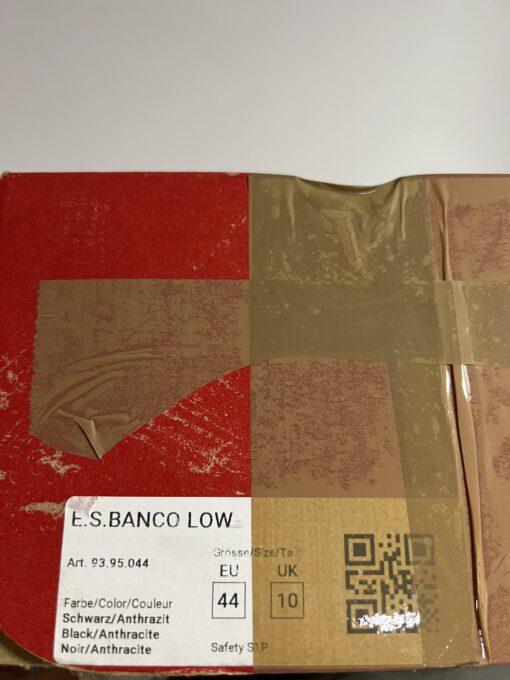 E.S.BANCO LOW
Art. 93.95.044
Grösse/Size/Taill
EU UK
44 10
Farbe/Color/Couleur
Schwarz/Anthrazit
Black/Anthracite
Noir/Anthracite
Safety S1P